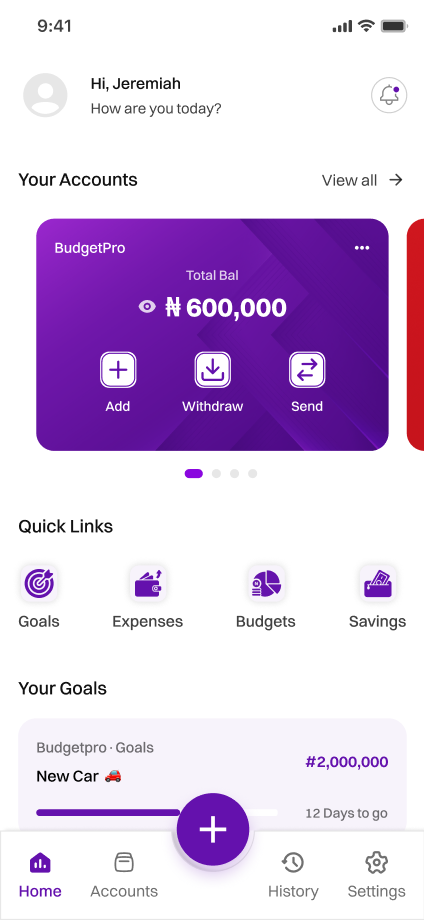 9:41
Hi, Jeremiah
How are you today?
Your Accounts
View all
BudgetPro
Total Bal
₦ 600,000
Add
Withdraw
Send
Quick Links
Goals
Expenses
Budgets
Savings
Your Goals
Budgetpro · Goals
#2,000,000
New Car 🚗
12 Days to go
Home
Accounts
History
Settings